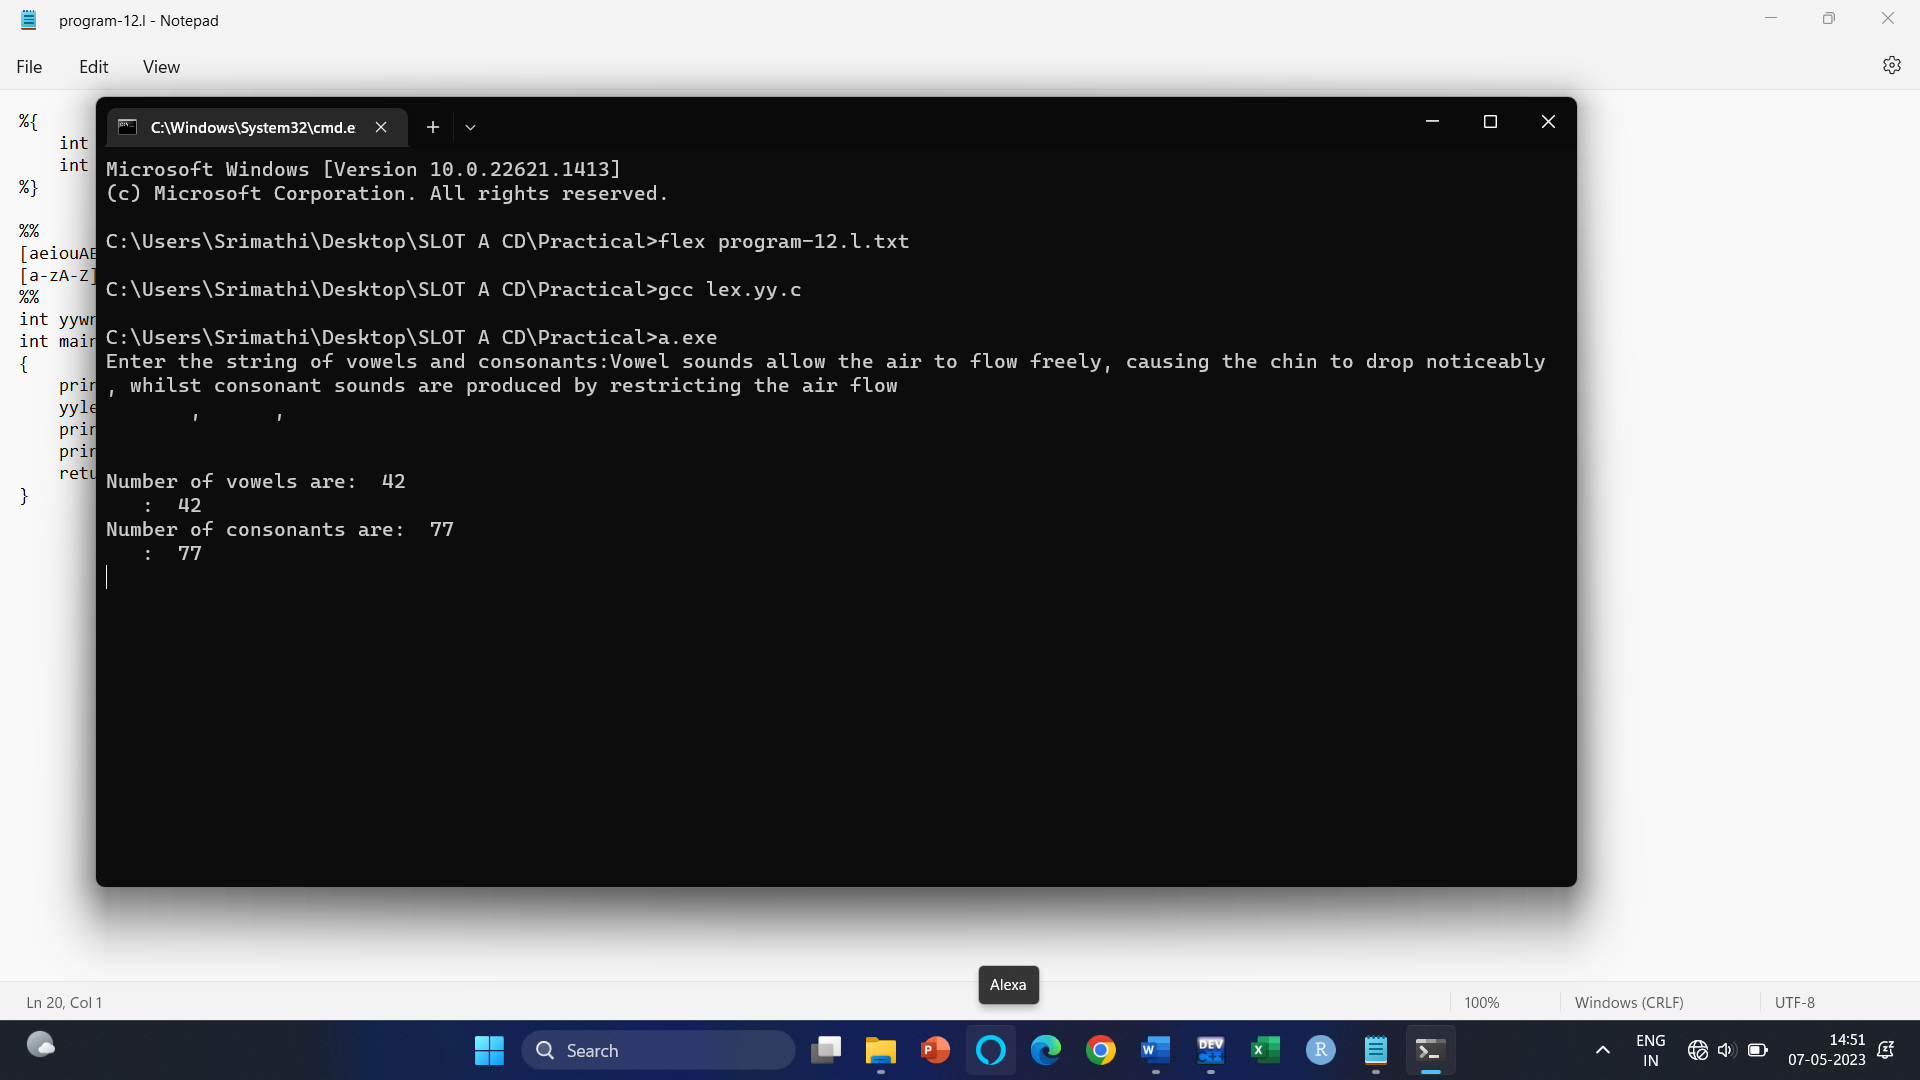 program-12.l - Notepad
File Edit View
%{
int
int
%}
%%
[aeiouAE
[a-zA-Z]
%%
int yywr
int main
{
prin
yyle
prin
prin
retu
}
C:\Windows\System32\cmd.e
Microsoft Windows [Version 10.0.22621.1413]
(c) Microsoft Corporation. All rights reserved.
C:\Users\Srimathi\Desktop\SLOT A CD\Practical>flex program-12.l.txt
C:\Users\Srimathi\Desktop\SLOT A CD\Practical>gcc lex.yy.c
C:\Users\Srimathi\Desktop\SLOT A CD\Practical>a.exe
Enter the string of vowels and consonants:Vowel sounds allow the air to flow freely, causing the chin to drop noticeably
, whilst consonant sounds are produced by restricting the air flow
, ,
Number of vowels are: 42
: 42
Number of consonants are: 77
: 77
Alexa
Ln 20, Col 1 100% Windows (CRLF) UTF-8
Search
DEV C++
R
ENG
IN
14:51
07-05-2023